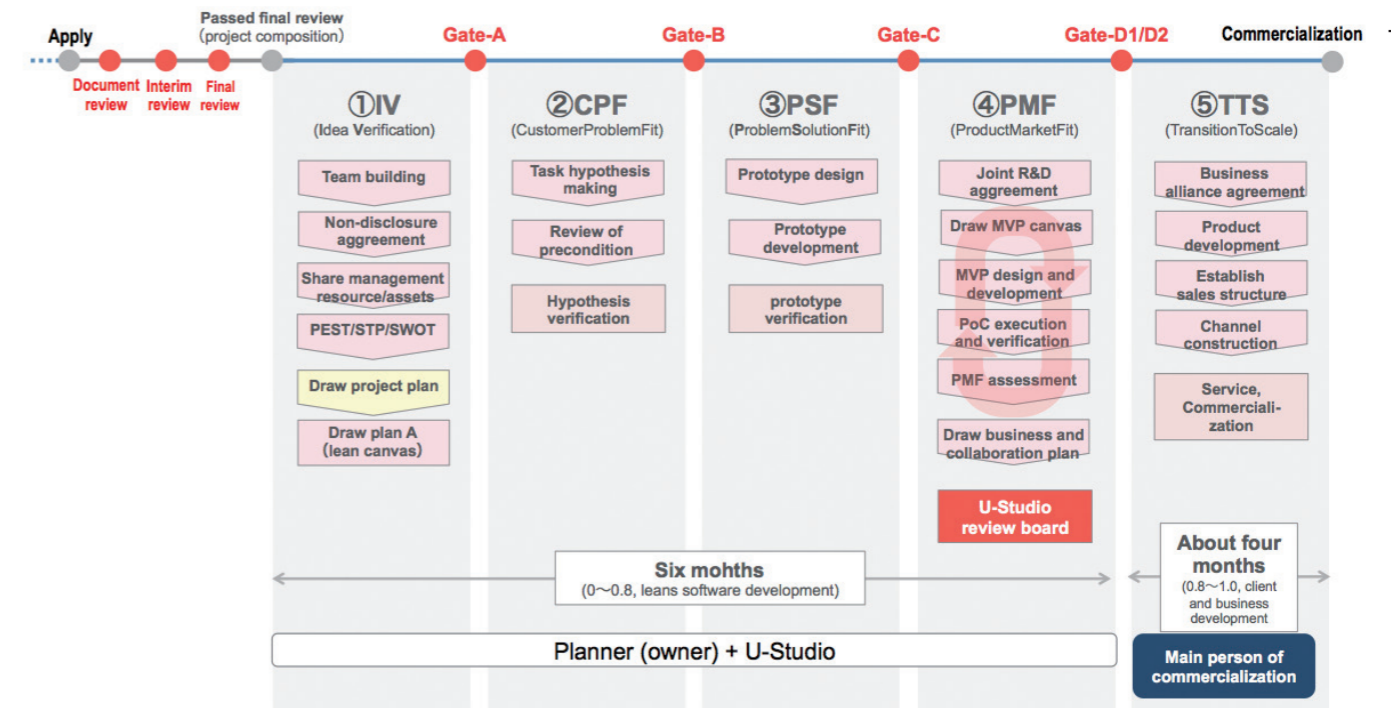 Apply
Passed final review
(project composition)
Gate-A
Gate-B
Gate-C
Gate-D1/D2
Commercialization
Document
review
Interim
review
Final
review
①IV
(Idea Verification)
Team building
Non-disclosure
aggreement
Share management
resource/assets
PEST/STP/SWOT
Draw project plan
Draw plan A
(lean canvas)
②CPF
(CustomerProblemFit)
Task hypothesis
making
Review of
precondition
Hypothesis
verification
③PSF
(ProblemSolutionFit)
Prototype design
Prototype
development
prototype
verification
④PMF
(ProductMarketFit)
Joint R&D
aggreement
Draw MVP canvas
MVP design and
development
PoC execution
and verification
PMF assessment
Draw business and
collaboration plan
U-Studio
review board
⑤TTS
(TransitionToScale)
Business
alliance agreement
Product
development
Establish
sales structure
Channel
construction
Service,
Commerciali-
zation
Six mohths
(0～0.8, leans software development)
About four
months
(0.8～1.0, client
and business
development
Planner (owner) + U-Studio
Main person of
commercialization